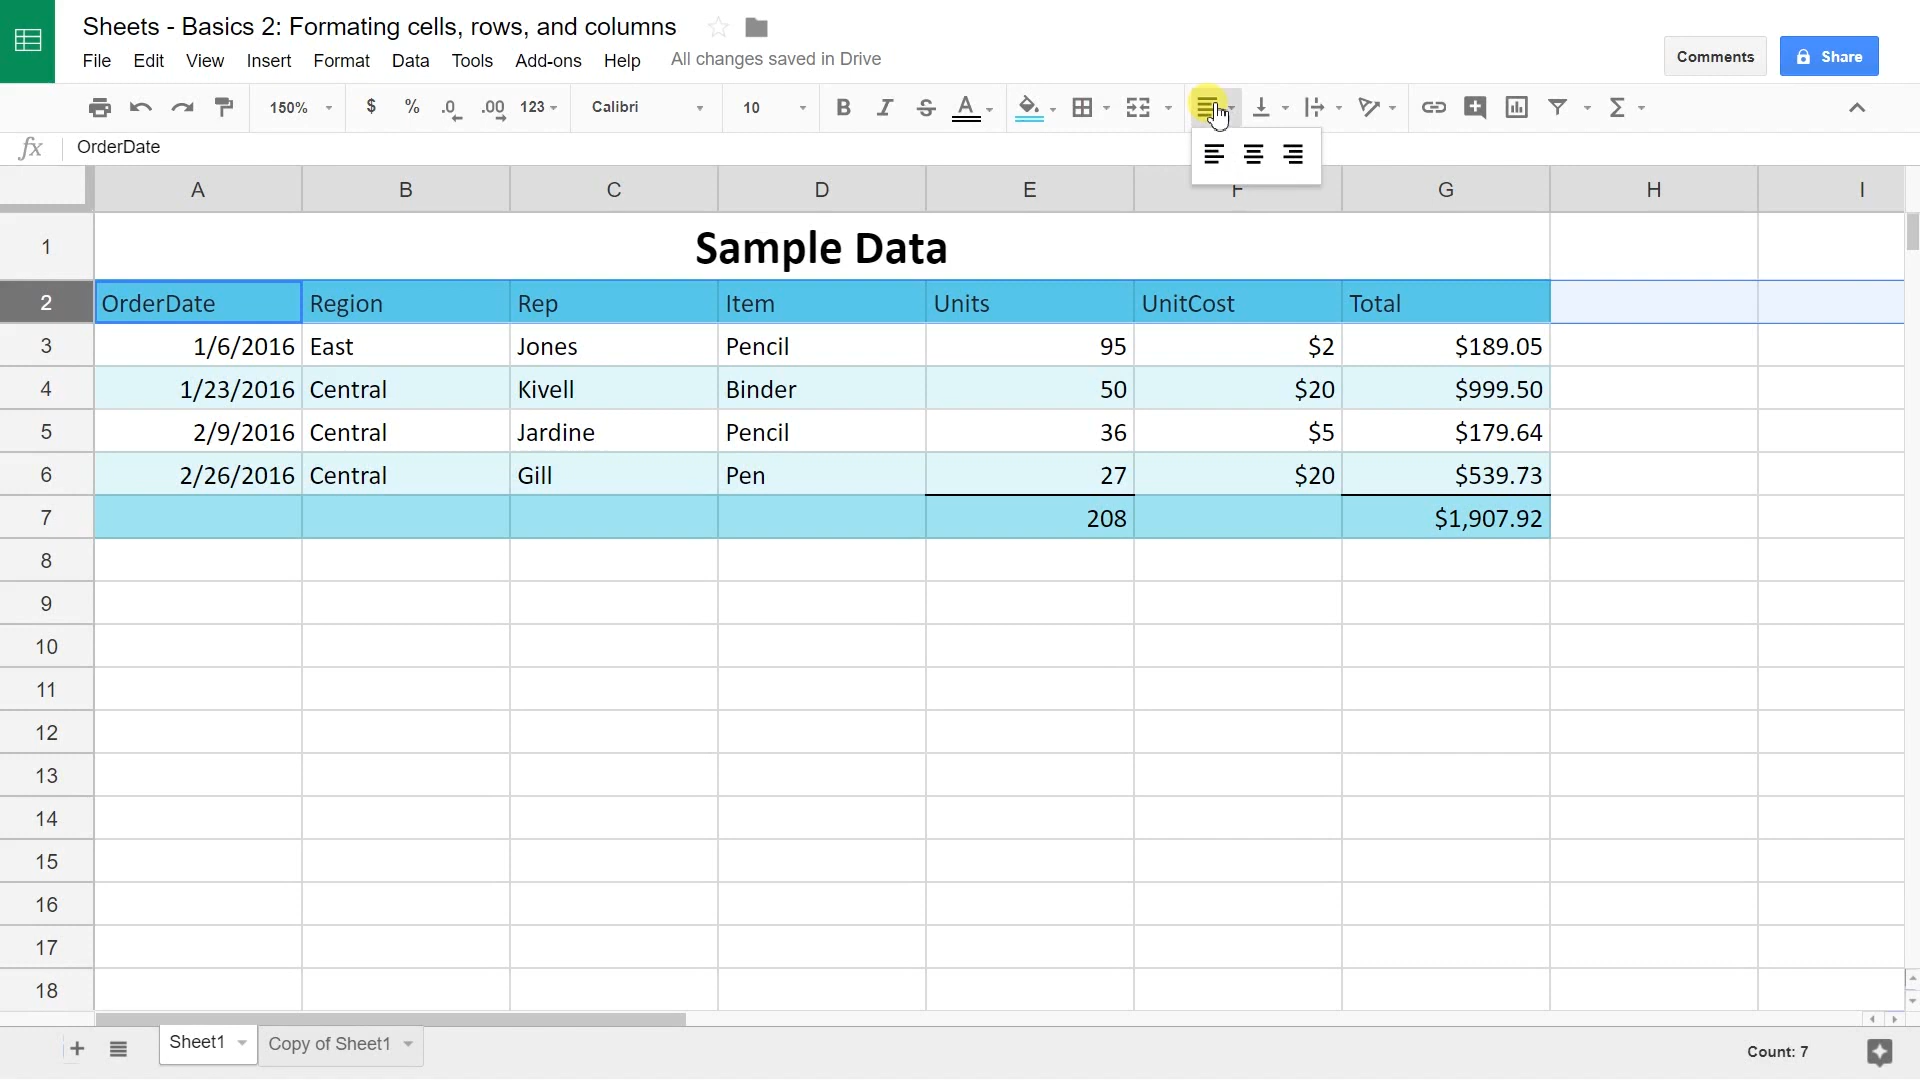 Sheets - Basics 2: Formating cells, rows, and columns
File Edit View Insert Format Data Tools Add-ons Help All changes saved in Drive
Comments Share
150% $ % .0 .00 123 Calibri 10 B I S A Σ
fx OrderDate
A B C D E F G H I
1 Sample Data
2 OrderDate Region Rep Item Units UnitCost Total
3 1/6/2016 East Jones Pencil 95 $2 $189.05
4 1/23/2016 Central Kivell Binder 50 $20 $999.50
5 2/9/2016 Central Jardine Pencil 36 $5 $179.64
6 2/26/2016 Central Gill Pen 27 $20 $539.73
7 208 $1,907.92
8
9
10
11
12
13
14
15
16
17
18
+ Sheet1 Copy of Sheet1 Count: 7